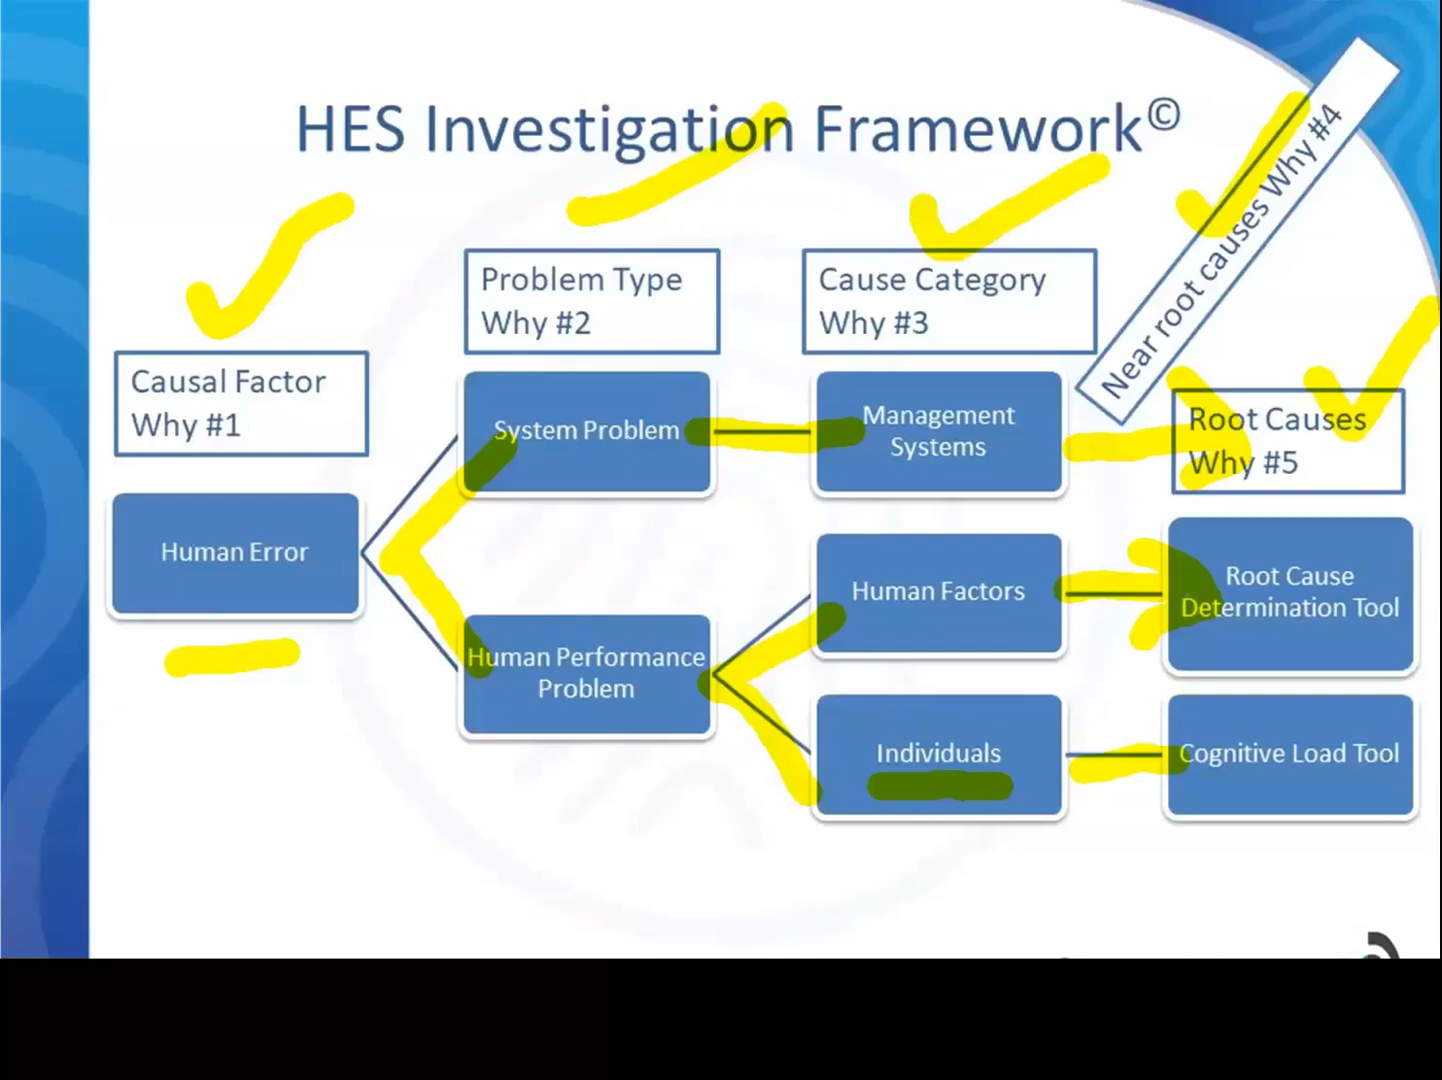 HES Investigation Framework©
Near root causes Why #4
Problem Type
Why #2
Cause Category
Why #3
Causal Factor
Why #1
Root Causes
Why #5
System Problem
Management
Systems
Human Error
Human Factors
Root Cause
Determination Tool
Human Performance
Problem
Individuals
Cognitive Load Tool